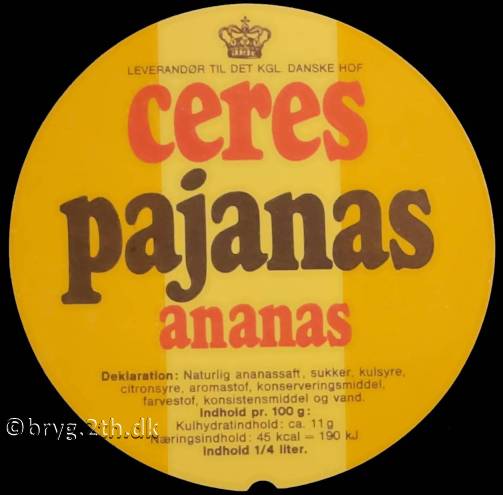 LEVERANDØR TIL DET KGL. DANSKE HOF
ceres
pajanas
ananas
Deklaration: Naturlig ananassaft, sukker, kulsyre,
citronsyre, aromastof, konserveringsmiddel,
farvestof, konsistensmiddel og vand.
Indhold pr. 100 g:
Kulhydratindhold: ca. 11 g
Næringsindhold: 45 kcal = 190 kJ
Indhold 1/4 liter.
©bryg.2th.dk